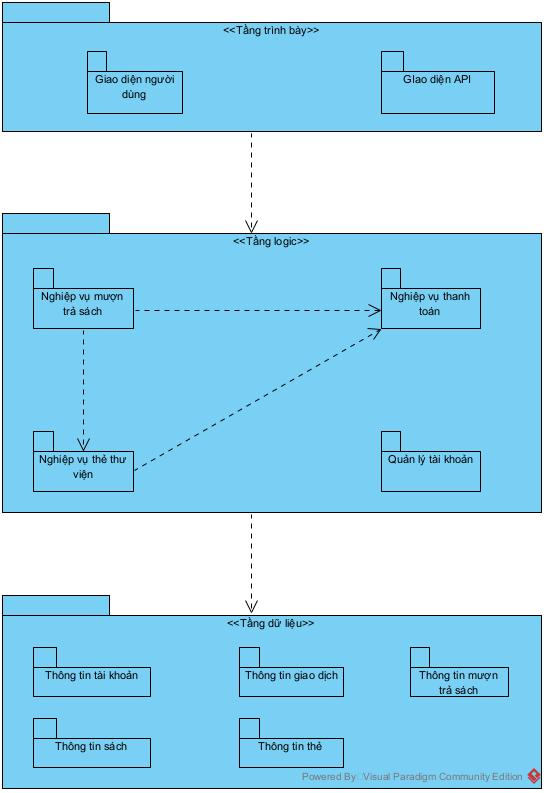 <<Tầng trình bày>>
Giao diện người
dùng
GIao diện API
<<Tầng logic>>
Nghiệp vụ mượn
trả sách
Nghiệp vụ thanh
toán
Nghiệp vụ thẻ thư
viện
Quản lý tài khoản
<<Tầng dữ liệu>>
Thông tin tài khoản
Thông tin giao dịch
Thông tin mượn
trả sách
Thông tin sách
Thông tin thẻ
Powered By: Visual Paradigm Community Edition